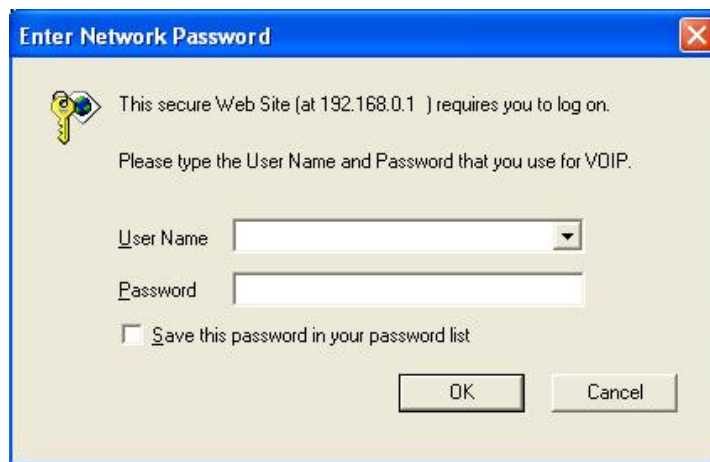 Enter Network Password
This secure Web Site (at 192.168.0.1 ) requires you to log on.
Please type the User Name and Password that you use for VOIP.
User Name
Password
Save this password in your password list
OK Cancel